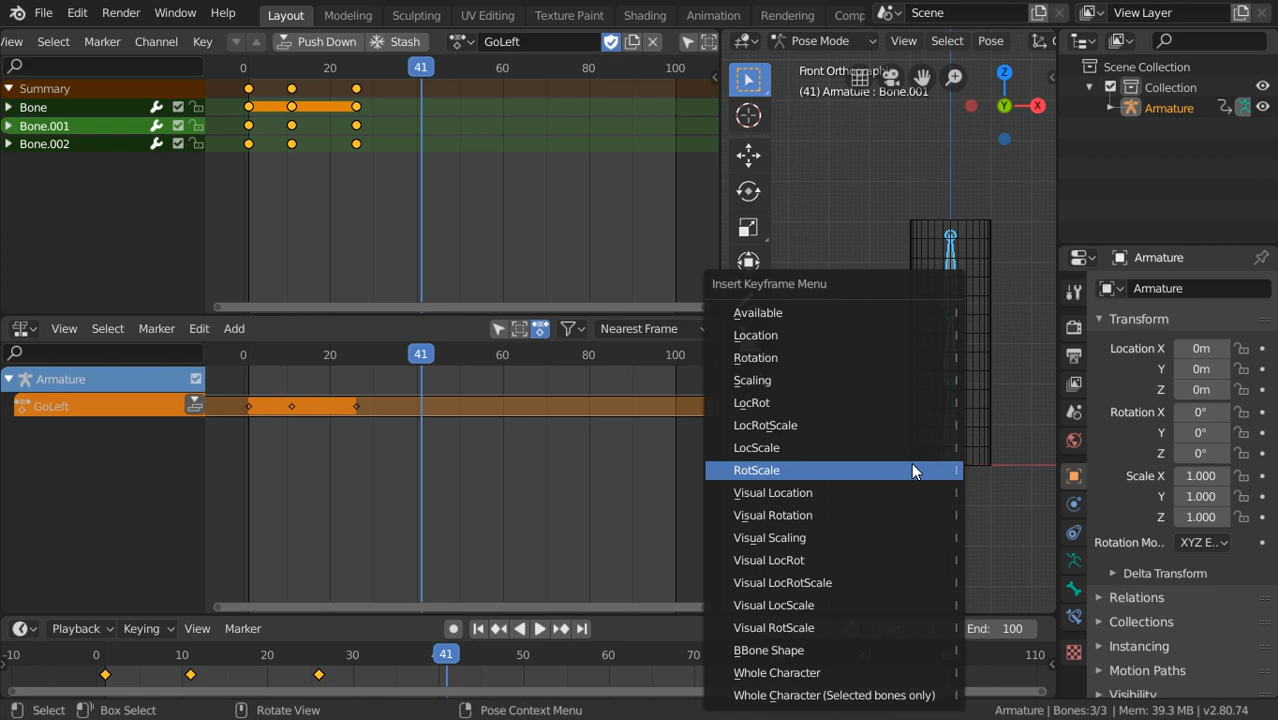 File Edit Render Window Help Layout Modeling Sculpting UV Editing Texture Paint Shading Animation Rendering Comp Scene View Layer
View Select Marker Channel Key Push Down Stash GoLeft Pose Mode View Select Pose
0 20 41 60 80 100
Summary
Bone
Bone.001
Bone.002
Front Orthographi
(41) Armature : Bone.001
Z
Y
X
Scene Collection
Collection
Armature
View Select Marker Edit Add Nearest Frame
0 20 41 60 80 100
Armature
GoLeft
Insert Keyframe Menu
Available I
Location I
Rotation I
Scaling I
LocRot I
LocRotScale I
LocScale I
RotScale I
Visual Location I
Visual Rotation I
Visual Scaling I
Visual LocRot I
Visual LocRotScale I
Visual LocScale I
Visual RotScale I
BBone Shape I
Whole Character I
Whole Character (Selected bones only) I
Armature
Armature
Transform
Location X 0m
Y 0m
Z 0m
Rotation X 0°
Y 0°
Z 0°
Scale X 1.000
Y 1.000
Z 1.000
Rotation Mo.. XYZ E..
Delta Transform
Relations
Collections
Instancing
Motion Paths
Visibility
Playback Keying View Marker End: 100
-10 0 10 20 30 41 50 60 70 110
Select Box Select Rotate View Pose Context Menu Armature | Bones:3/3 | Mem: 39.3 MB | v2.80.74